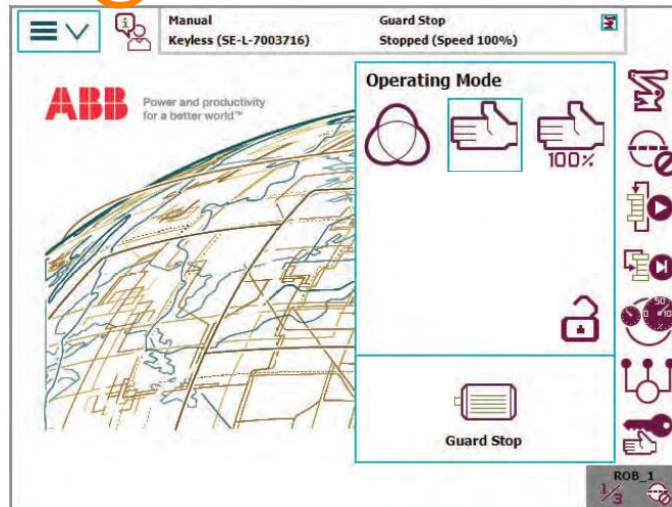 Manual
Keyless (SE-L-7003716)
Guard Stop
Stopped (Speed 100%)
ABB
Power and productivity
for a better world™
Operating Mode
100%
Guard Stop
ROB_1
1/3